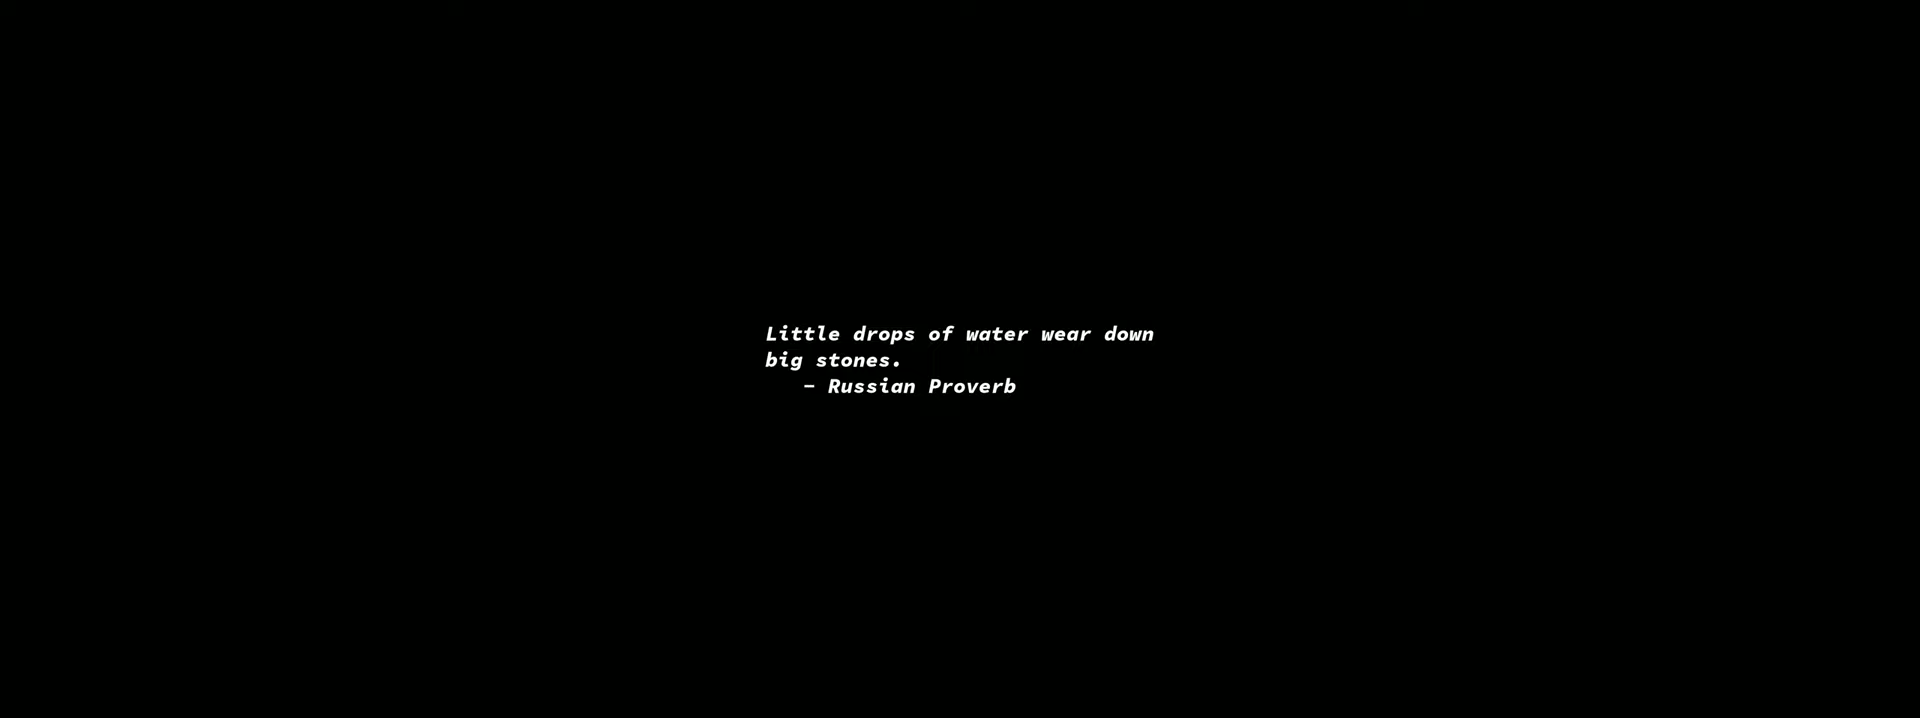 Little drops of water wear down
big stones.
– Russian Proverb